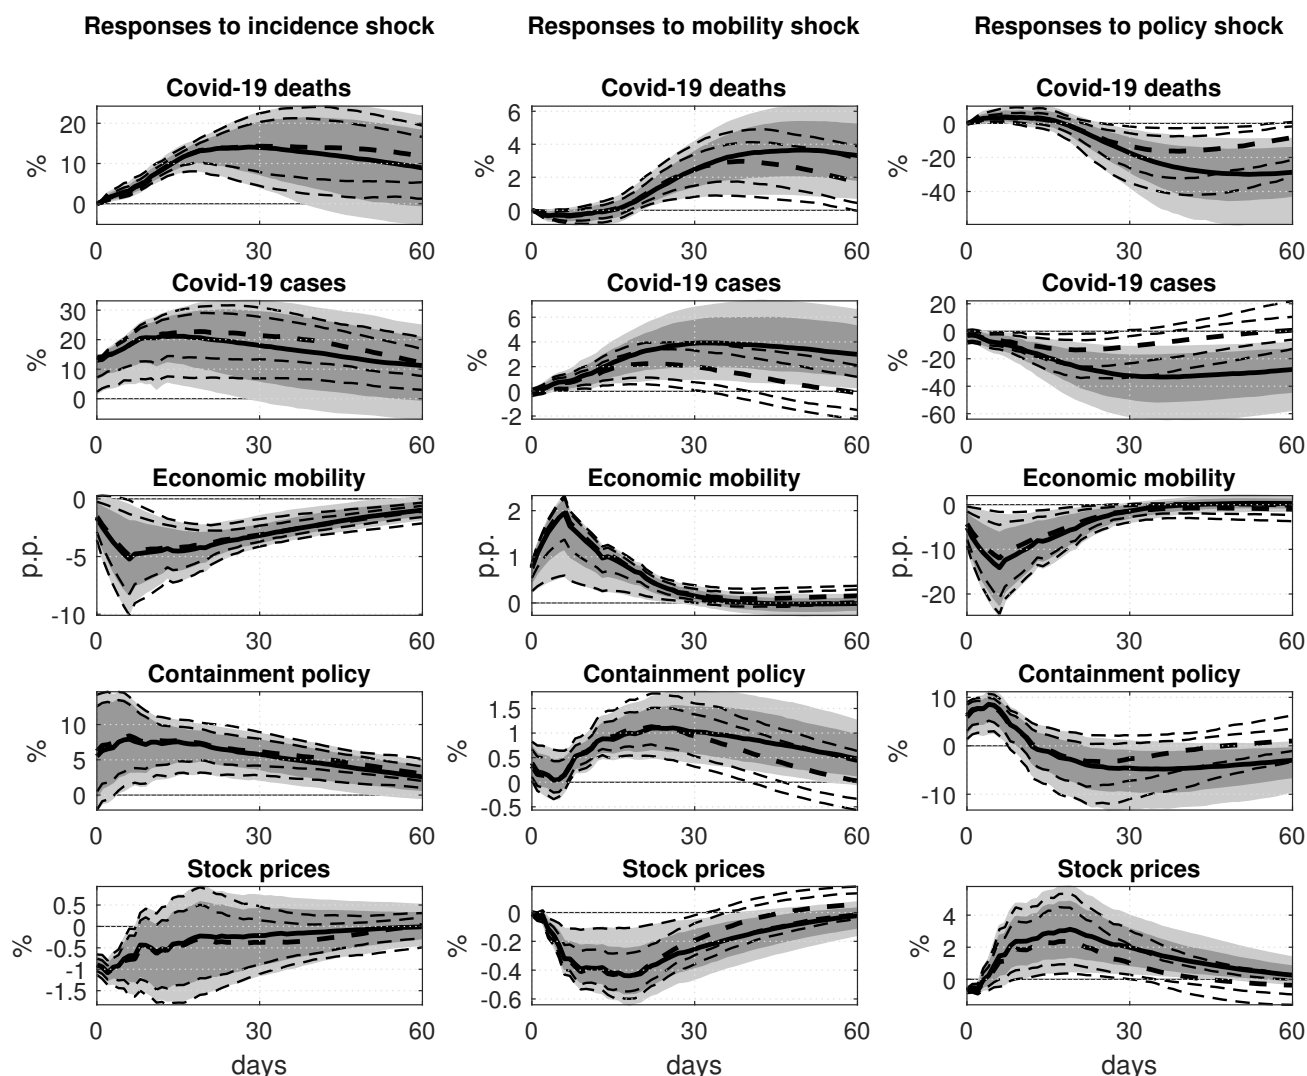 Responses to incidence shock Responses to mobility shock Responses to policy shock
Covid-19 deaths Covid-19 deaths Covid-19 deaths
% 20 10 0 % 6 4 2 0 % 0 -20 -40
0 30 60 0 30 60 0 30 60
Covid-19 cases Covid-19 cases Covid-19 cases
% 30 20 10 0 % 6 4 2 0 -2 % 20 0 -20 -40 -60
0 30 60 0 30 60 0 30 60
Economic mobility Economic mobility Economic mobility
p.p. 0 -5 -10 p.p. 2 1 0 p.p. 0 -10 -20
0 30 60 0 30 60 0 30 60
Containment policy Containment policy Containment policy
% 10 5 0 % 1.5 1 0.5 0 -0.5 % 10 0 -10
0 30 60 0 30 60 0 30 60
Stock prices Stock prices Stock prices
% 0.5 0 -0.5 -1 -1.5 % 0 -0.2 -0.4 -0.6 % 4 2 0
0 30 60 0 30 60 0 30 60
days days days